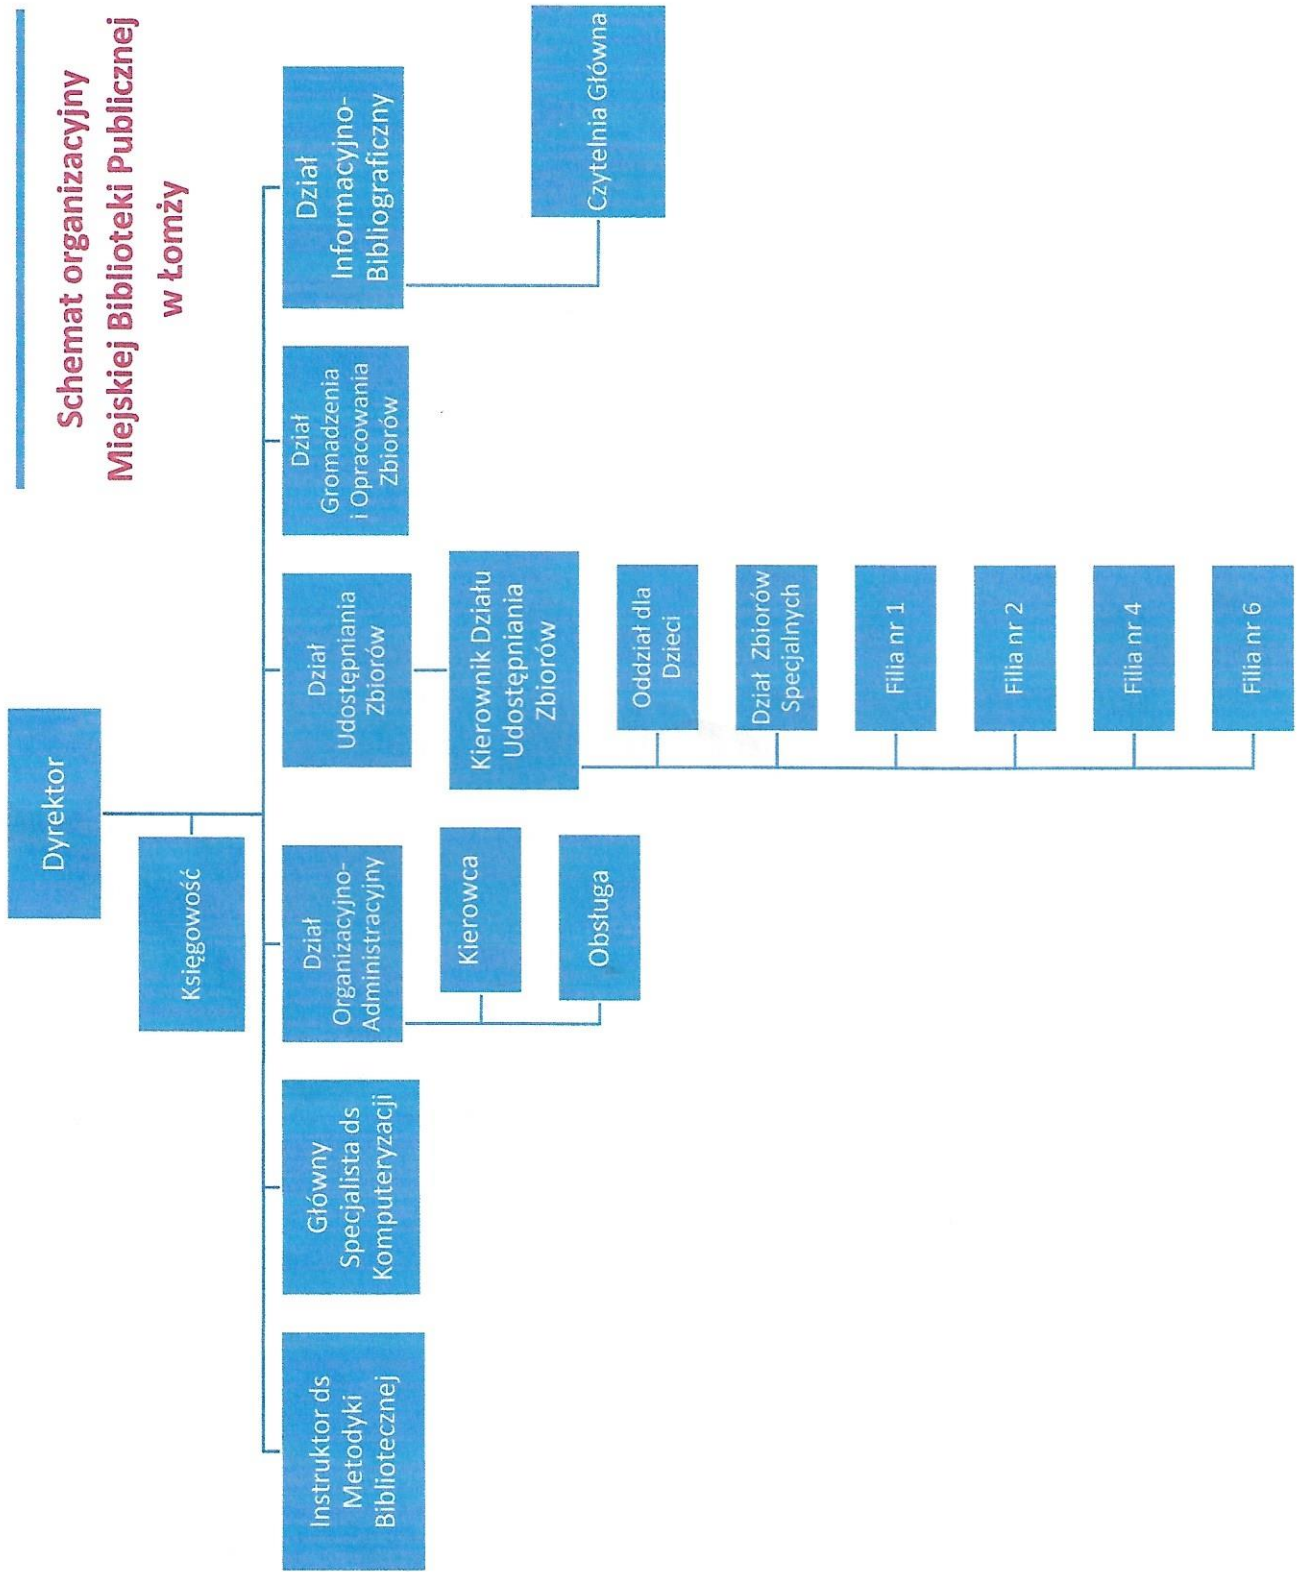 Schemat organizacyjny
Miejskiej Biblioteki Publicznej
w Łomży
Dyrektor
Księgowość
Instruktor ds
Metodyki
Bibliotecznej
Główny
Specjalista ds
Komputeryzacji
Dział
Organizacyjno-
Administracyjny
Kierowca
Obsługa
Dział
Udostępniania
Zbiorów
Kierownik Działu
Udostępniania
Zbiorów
Oddział dla
Dzieci
Dział Zbiorów
Specjalnych
Filia nr 1
Filia nr 2
Filia nr 4
Filia nr 6
Dział
Gromadzenia
i Opracowania
Zbiorów
Dział
Informacyjno-
Bibliograficzny
Czytelnia Główna